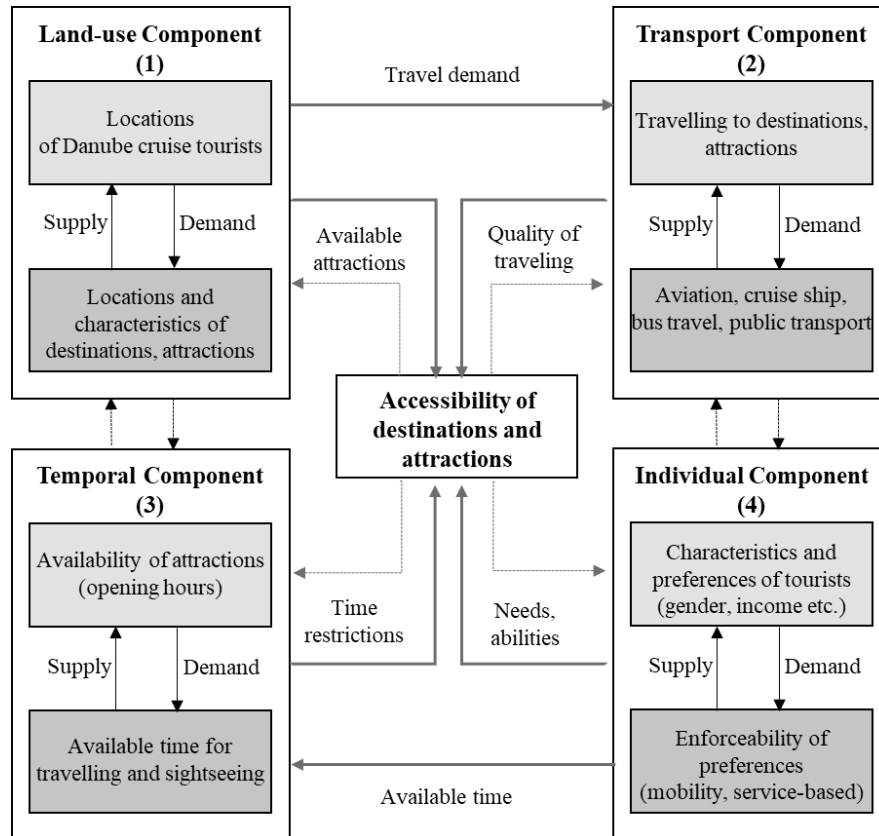 Land-use Component
(1)
Locations
of Danube cruise tourists
Supply
Demand
Locations and
characteristics of
destinations, attractions
Travel demand
Transport Component
(2)
Travelling to destinations,
attractions
Supply
Demand
Aviation, cruise ship,
bus travel, public transport
Available
attractions
Quality of
traveling
Accessibility of
destinations and
attractions
Temporal Component
(3)
Availability of attractions
(opening hours)
Supply
Demand
Available time for
travelling and sightseeing
Time
restrictions
Needs,
abilities
Individual Component
(4)
Characteristics and
preferences of tourists
(gender, income etc.)
Supply
Demand
Enforceability of
preferences
(mobility, service-based)
Available time